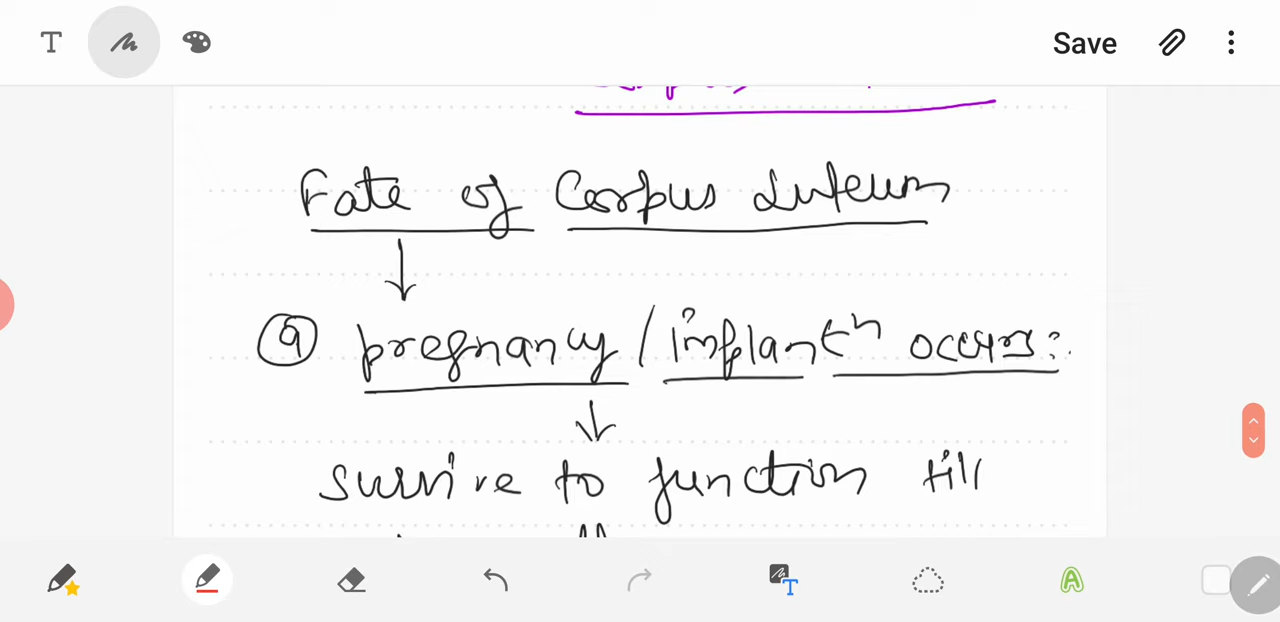 T Save
Fate of Corpus Luteum
a pregnancy / implantⁿ occurs :
survive to function till
T A